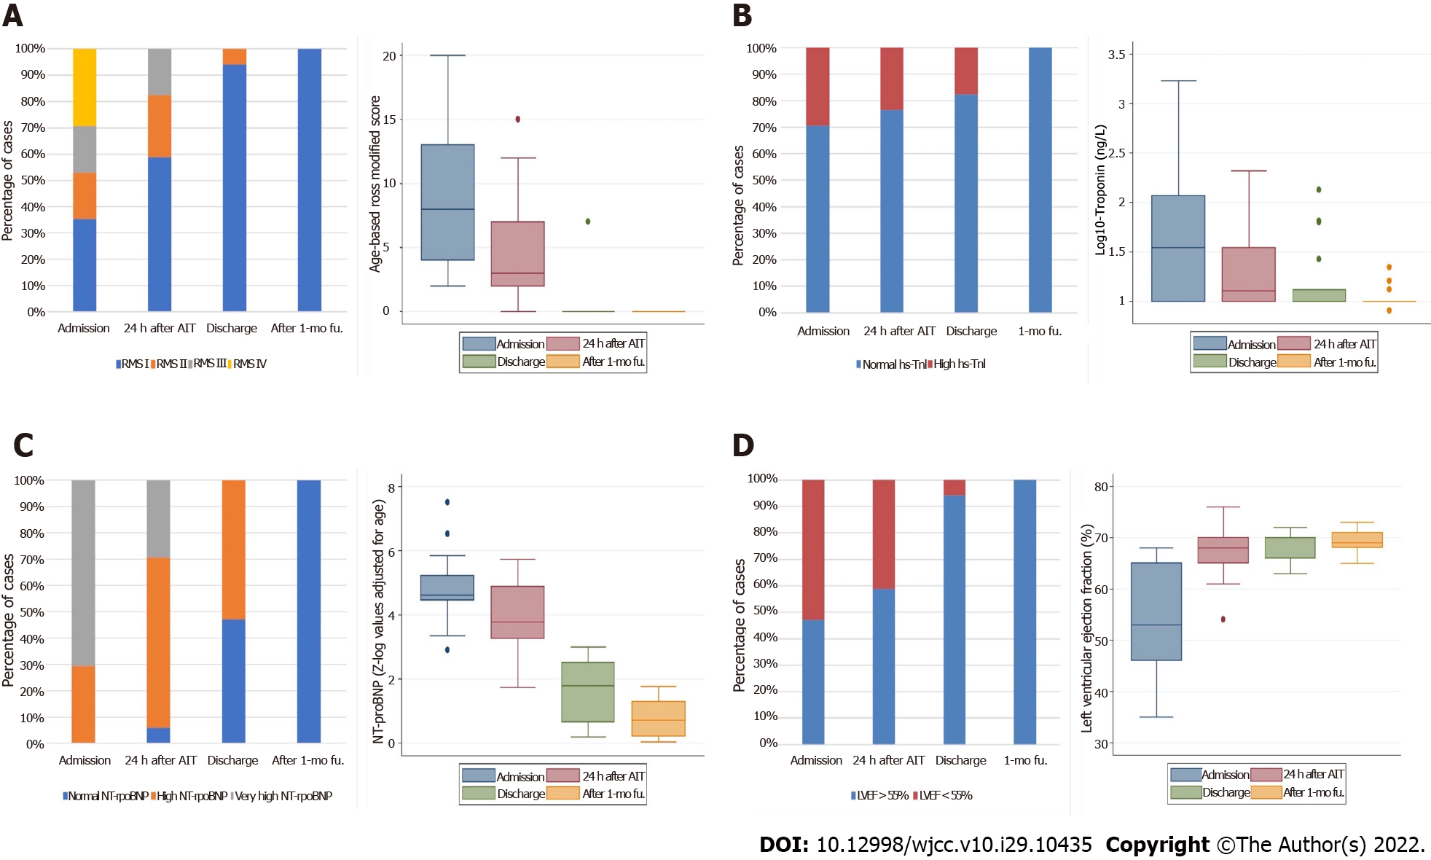 A
100%
90%
80%
70%
60%
50%
40%
30%
20%
10%
0%
Percentage of cases
Admission 24 h after AIT Discharge After 1-mo fu.
RMS I RMS II RMS III RMS IV
20
15
10
5
0
Age-based ross modified score
Admission 24 h after AIT
Discharge After 1-mo fu.
B
100%
90%
80%
70%
60%
50%
40%
30%
20%
10%
0%
Percentage of cases
Admission 24 h after AIT Discharge 1-mo fu.
Normal hs-TnI High hs-TnI
3.5
3
2.5
2
1.5
1
Log10-Troponin (ng/L)
Admission 24 h after AIT
Discharge After 1-mo fu.
C
100%
90%
80%
70%
60%
50%
40%
30%
20%
10%
0%
Percentage of cases
Admission 24 h after AIT Discharge After 1-mo fu.
Normal NT-rpoBNP High NT-rpoBNP Very high NT-rpoBNP
8
6
4
2
0
NT-proBNP (Z-log values adjusted for age)
Admission 24 h after AIT
Discharge After 1-mo fu.
D
100%
90%
80%
70%
60%
50%
40%
30%
20%
10%
0%
Percentage of cases
Admission 24 h after AIT Discharge 1-mo fu.
LVEF > 55% LVEF < 55%
80
70
60
50
40
30
Left ventricular ejection fraction (%)
Admission 24 h after AIT
Discharge After 1-mo fu.
DOI: 10.12998/wjcc.v10.i29.10435 Copyright ©The Author(s) 2022.